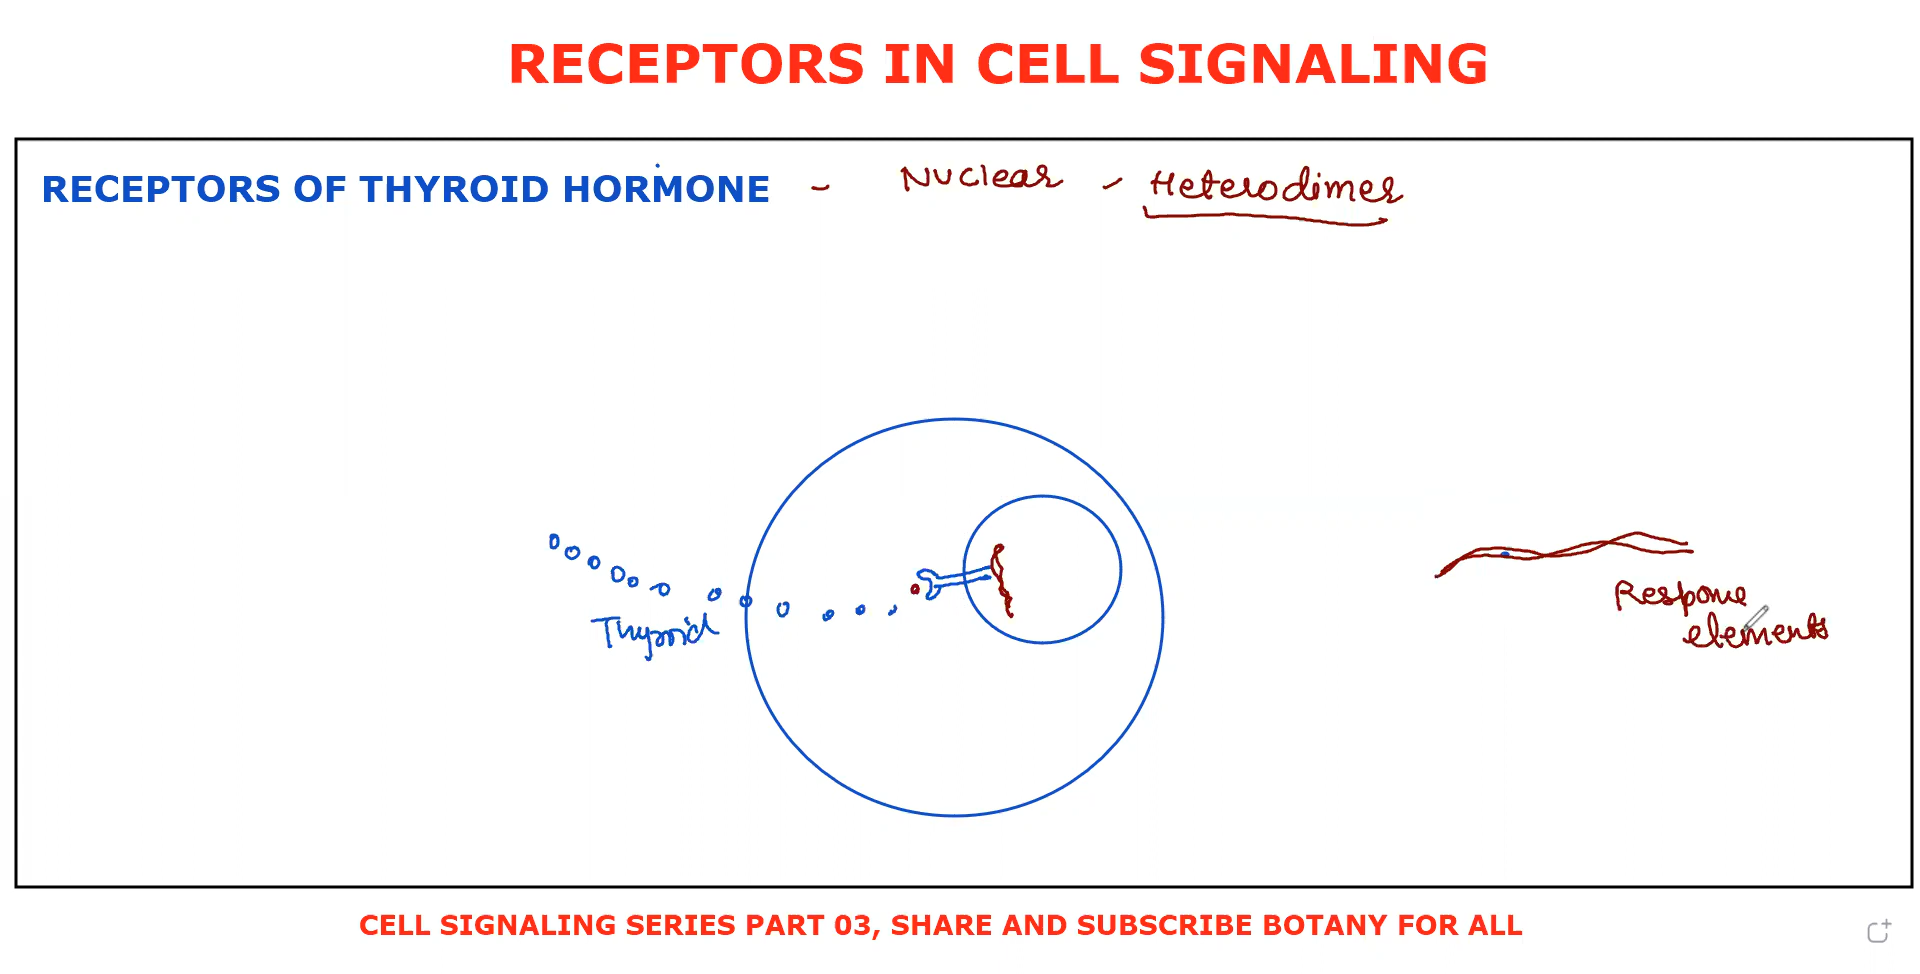 RECEPTORS IN CELL SIGNALING
RECEPTORS OF THYROID HORMONE - Nuclear - Heterodimer
Thyroid
Response
elements
CELL SIGNALING SERIES PART 03, SHARE AND SUBSCRIBE BOTANY FOR ALL